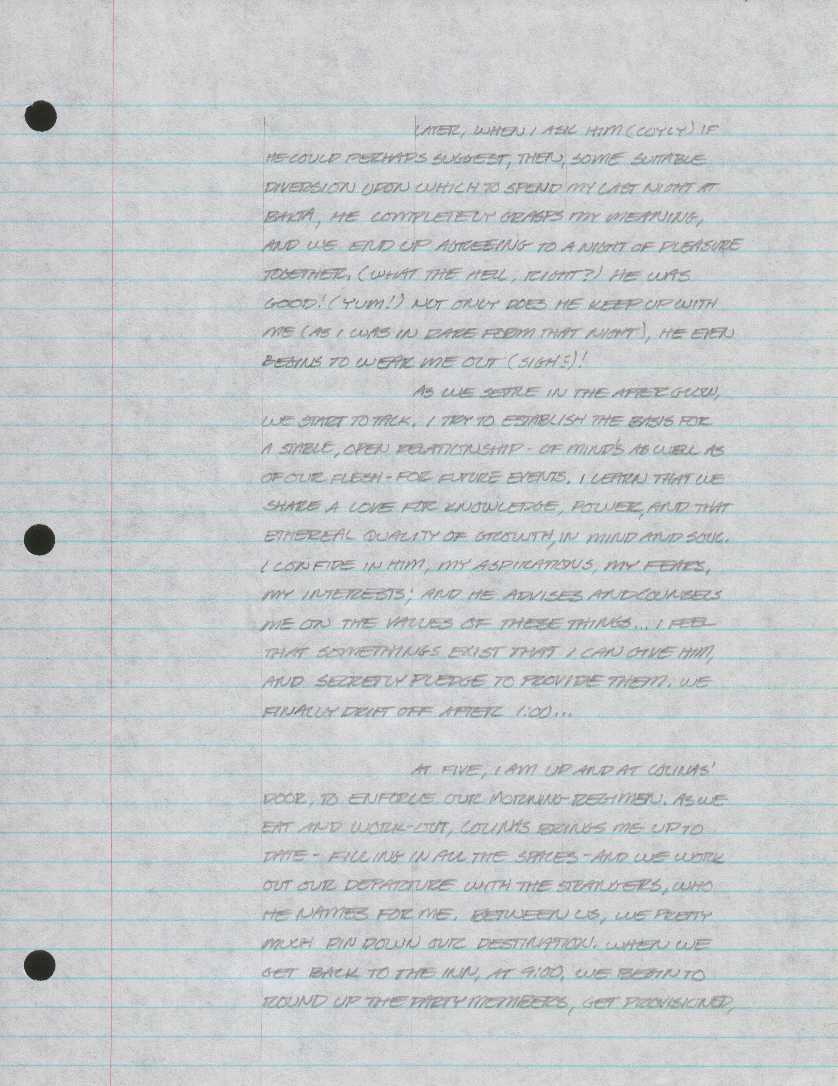 LATER, WHEN I ASK HIM (COYLY) IF
HE COULD PERHAPS SUGGEST, THEN, SOME SUITABLE
DIVERSION UPON WHICH TO SPEND MY LAST NIGHT AT
BAKTA, HE COMPLETELY GRASPS MY MEANING,
AND WE END UP AGREEING TO A NIGHT OF PLEASURE
TOGETHER. (WHAT THE HELL, RIGHT?) HE WAS
GOOD! (YUM!) NOT ONLY DOES HE KEEP UP WITH
ME (AS I WAS IN RARE FORM THAT NIGHT), HE EVEN
BEGINS TO WEAR ME OUT (SIGH!)!
AS WE SETTLE IN THE AFTERGLOW,
WE START TO TALK. I TRY TO ESTABLISH THE BASIS FOR
A STABLE, OPEN RELATIONSHIP - OF MIND'S AS WELL AS
OF OUR FLESH - FOR FUTURE EVENTS. I LEARN THAT WE
SHARE A LOVE FOR KNOWLEDGE, POWER, AND THAT
ETHEREAL QUALITY OF GROWTH, IN MIND AND SOUL.
I CONFIDE IN HIM, MY ASPIRATIONS, MY FEARS,
MY INTERESTS; AND HE ADVISES AND COUNSELS
ME ON THE VALUES OF THESE THINGS... I FEEL
THAT SOMETHINGS EXIST THAT I CAN GIVE HIM,
AND SECRETLY PLEDGE TO PROVIDE THEM. WE
FINALLY DRIFT OFF AFTER 1:00...
AT FIVE, I AM UP AND AT COLINAS'
DOOR, TO ENFORCE OUR MORNING REGIMEN. AS WE
EAT AND WORK-OUT, COLINAS BRINGS ME UP TO
DATE - FILLING IN ALL THE SPACES - AND WE WORK
OUT OUR DEPARTURE WITH THE STRANGERS, WHO
HE NAMES FOR ME. BETWEEN US, WE PRETTY
MUCH PIN DOWN OUR DESTINATION. WHEN WE
GET BACK TO THE INN, AT 9:00, WE BEGIN TO
ROUND UP THE PARTY MEMBERS, GET PROVISIONED,